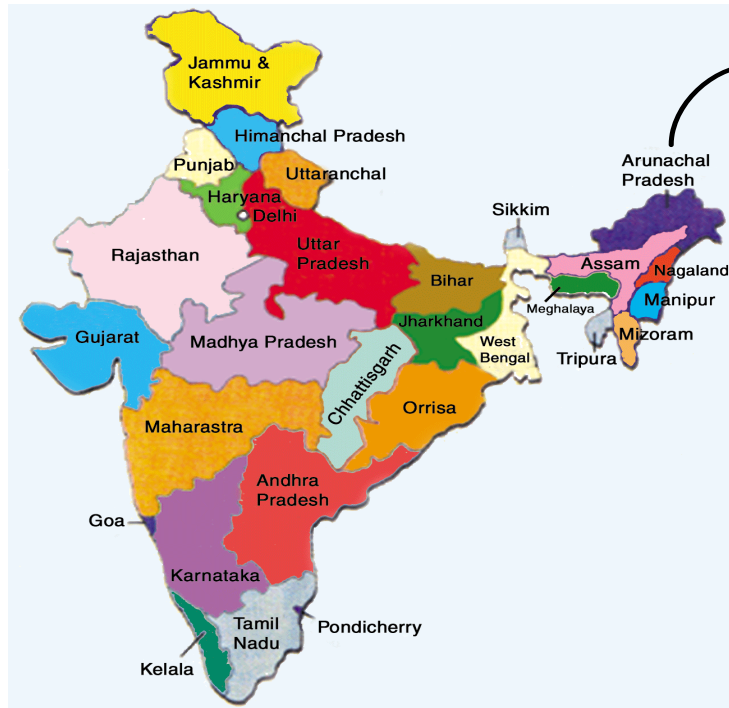 Jammu &
Kashmir
Himanchal Pradesh
Punjab
Uttaranchal
Haryana
Delhi
Arunachal
Pradesh
Sikkim
Rajasthan
Uttar
Pradesh
Assam
Nagaland
Bihar
Meghalaya
Manipur
Gujarat
Madhya Pradesh
Jharkhand
West
Bengal
Tripura
Mizoram
Chhattisgarh
Maharastra
Orrisa
Andhra
Pradesh
Goa
Karnataka
Tamil
Nadu
Pondicherry
Kelala